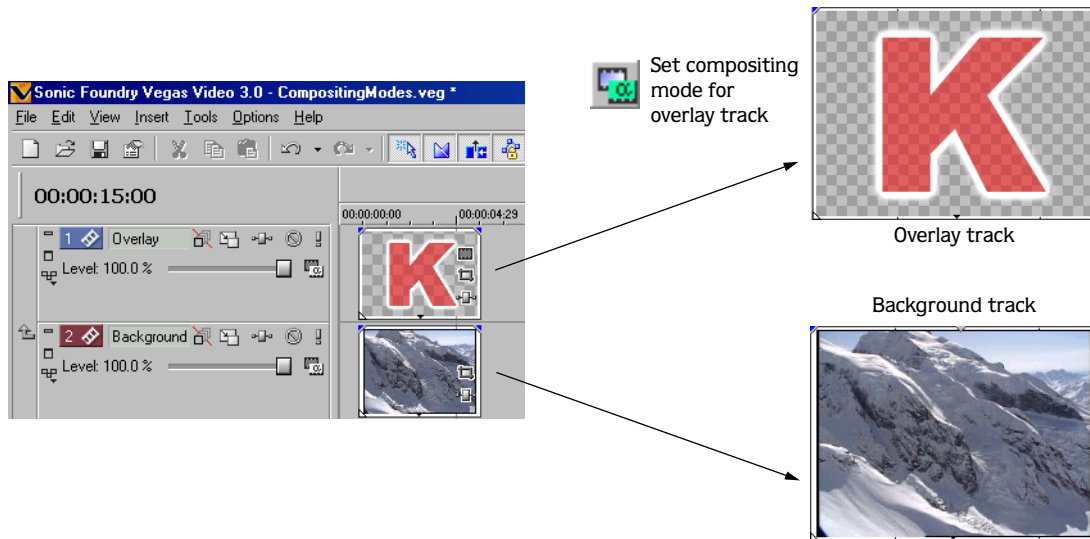 Set compositing
mode for
overlay track
Sonic Foundry Vegas Video 3.0 - CompositingModes.veg *
File Edit View Insert Tools Options Help
00:00:15:00
00:00:00:00 00:00:04:29
1 Overlay
Level: 100.0 %
2 Background
Level: 100.0 %
K
K
Overlay track
Background track